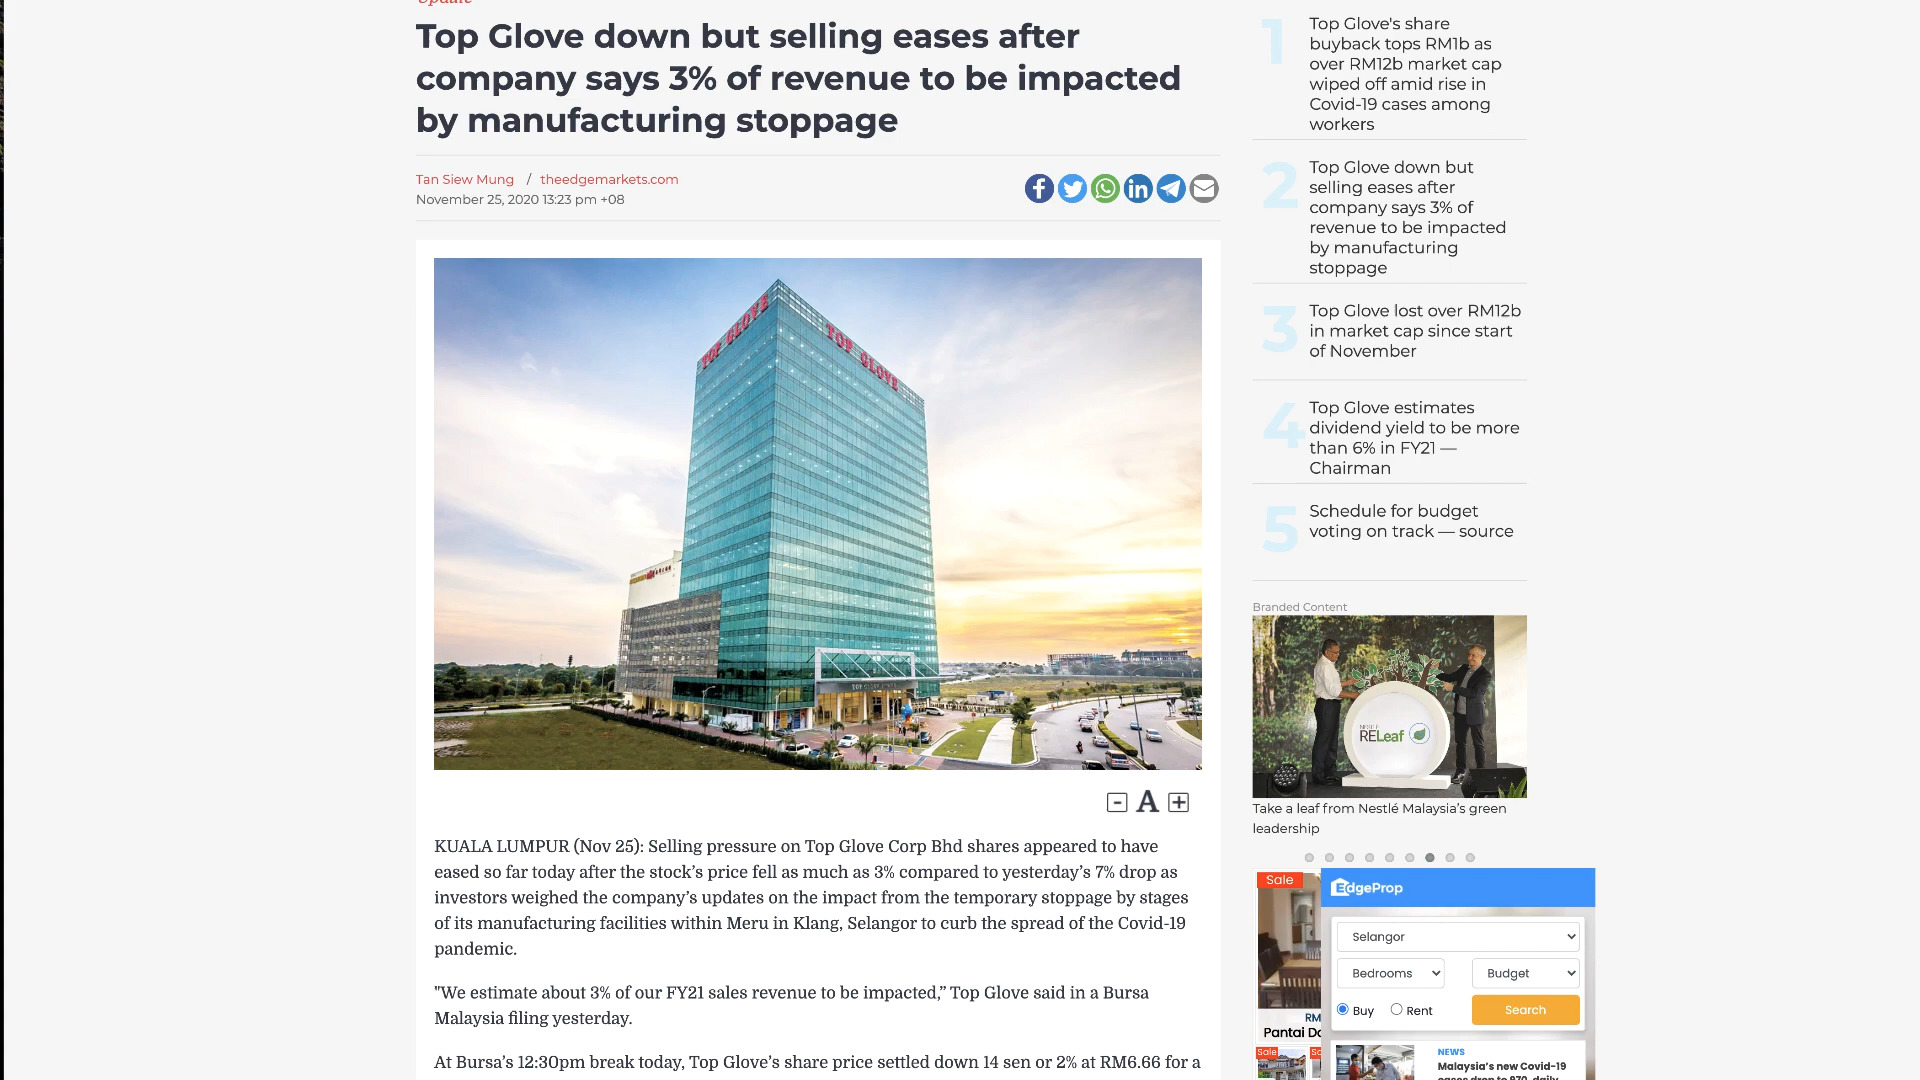 Update
Top Glove down but selling eases after
company says 3% of revenue to be impacted
by manufacturing stoppage
Tan Siew Mung / theedgemarkets.com
November 25, 2020 13:23 pm +08
TOP GLOVE
TOP GLOVE
- A +
KUALA LUMPUR (Nov 25): Selling pressure on Top Glove Corp Bhd shares appeared to have
eased so far today after the stock's price fell as much as 3% compared to yesterday's 7% drop as
investors weighed the company's updates on the impact from the temporary stoppage by stages
of its manufacturing facilities within Meru in Klang, Selangor to curb the spread of the Covid-19
pandemic.
"We estimate about 3% of our FY21 sales revenue to be impacted,” Top Glove said in a Bursa
Malaysia filing yesterday.
At Bursa's 12:30pm break today, Top Glove's share price settled down 14 sen or 2% at RM6.66 for a
1
Top Glove's share
buyback tops RM1b as
over RM12b market cap
wiped off amid rise in
Covid-19 cases among
workers
2
Top Glove down but
selling eases after
company says 3% of
revenue to be impacted
by manufacturing
stoppage
3
Top Glove lost over RM12b
in market cap since start
of November
4
Top Glove estimates
dividend yield to be more
than 6% in FY21 —
Chairman
5
Schedule for budget
voting on track — source
Branded Content
NESTLÉ
RELeaf
Take a leaf from Nestlé Malaysia's green
leadership
Sale
EdgeProp
Selangor
Bedrooms
Budget
Buy
Rent
Search
RM
Pantai Da
Sale
NEWS
Malaysia's new Covid-19
cases drop to 970, daily